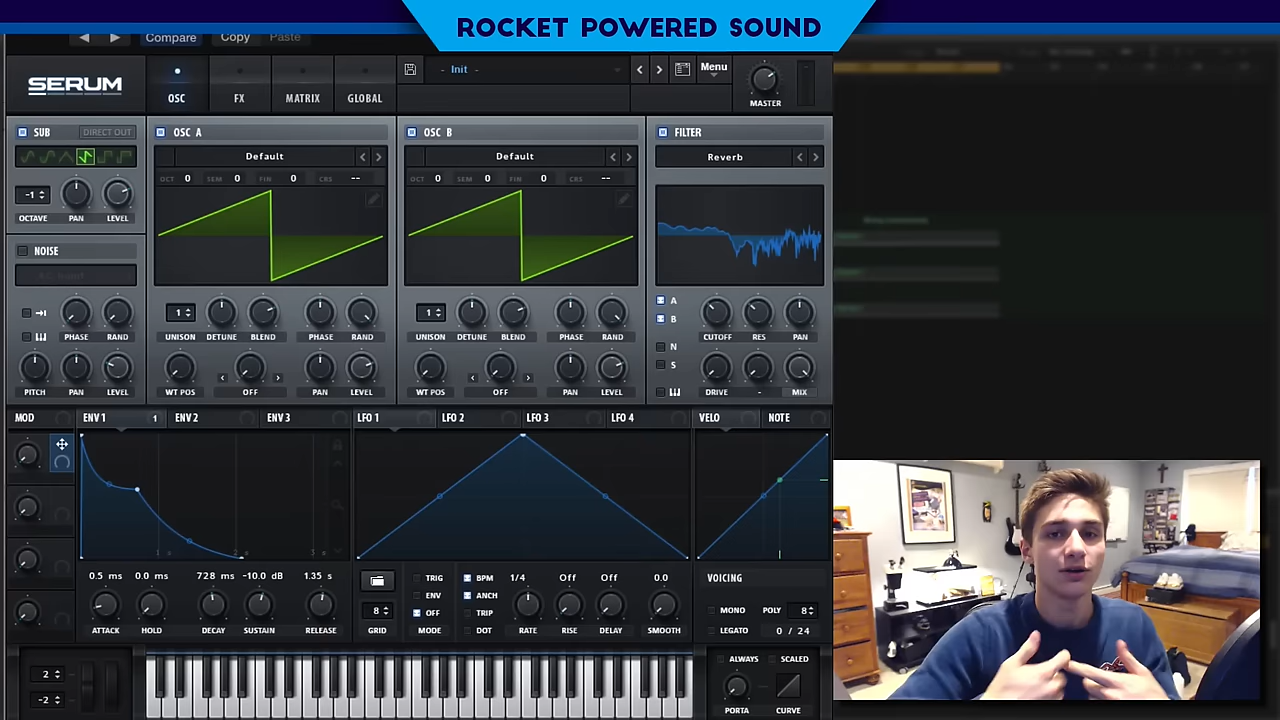 ROCKET POWERED SOUND
Compare Copy Paste
SERUM
OSC FX MATRIX GLOBAL
- Init -
Menu
MASTER
SUB DIRECT OUT
-1
OCTAVE PAN LEVEL
NOISE
PHASE RAND
PITCH PAN LEVEL
OSC A
Default
OCT 0 SEM 0 FIN 0 CRS --
1
UNISON DETUNE BLEND PHASE RAND
WT POS OFF PAN LEVEL
OSC B
Default
OCT 0 SEM 0 FIN 0 CRS --
1
UNISON DETUNE BLEND PHASE RAND
WT POS OFF PAN LEVEL
FILTER
Reverb
A
B
N
S
CUTOFF RES PAN
DRIVE - MIX
MOD ENV 1 1 ENV 2 ENV 3 LFO 1 LFO 2 LFO 3 LFO 4 VELO NOTE
1 s 2 s 3 s
0.5 ms 0.0 ms 728 ms -10.0 dB 1.35 s
ATTACK HOLD DECAY SUSTAIN RELEASE
8
GRID
TRIG
ENV
OFF
MODE
BPM
ANCH
TRIP
DOT
1/4 Off Off 0.0
RATE RISE DELAY SMOOTH
VOICING
MONO POLY 8
LEGATO 0 / 24
ALWAYS SCALED
PORTA CURVE
2
-2